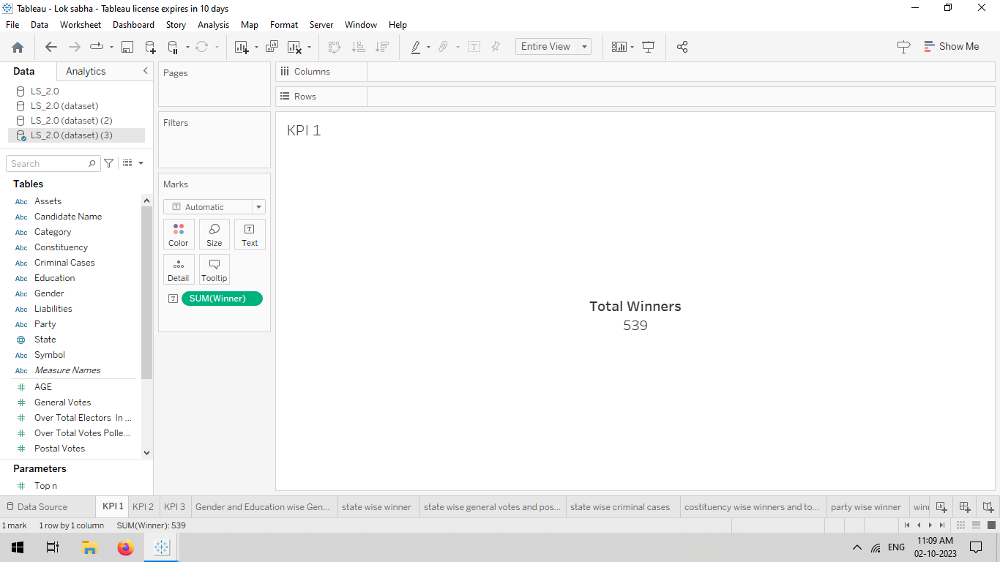 Tableau - Lok sabha - Tableau license expires in 10 days
File Data Worksheet Dashboard Story Analysis Map Format Server Window Help
Entire View
Show Me
Data Analytics
LS_2.0
LS_2.0 (dataset)
LS_2.0 (dataset) (2)
LS_2.0 (dataset) (3)
Search
Tables
Abc Assets
Abc Candidate Name
Abc Category
Abc Constituency
Abc Criminal Cases
Abc Education
Abc Gender
Abc Liabilities
Abc Party
State
Abc Symbol
Abc Measure Names
# AGE
# General Votes
# Over Total Electors In ...
# Over Total Votes Polle...
# Postal Votes
Parameters
# Top n
Pages
Filters
Marks
T Automatic
Color Size Text
Detail Tooltip
T SUM(Winner)
Columns
Rows
KPI 1
Total Winners
539
Data Source KPI 1 KPI 2 KPI 3 Gender and Education wise Gen... state wise winner state wise general votes and pos... state wise criminal cases costituency wise winners and to... party wise winner
1 mark 1 row by 1 column SUM(Winner): 539
ENG
11:09 AM
02-10-2023